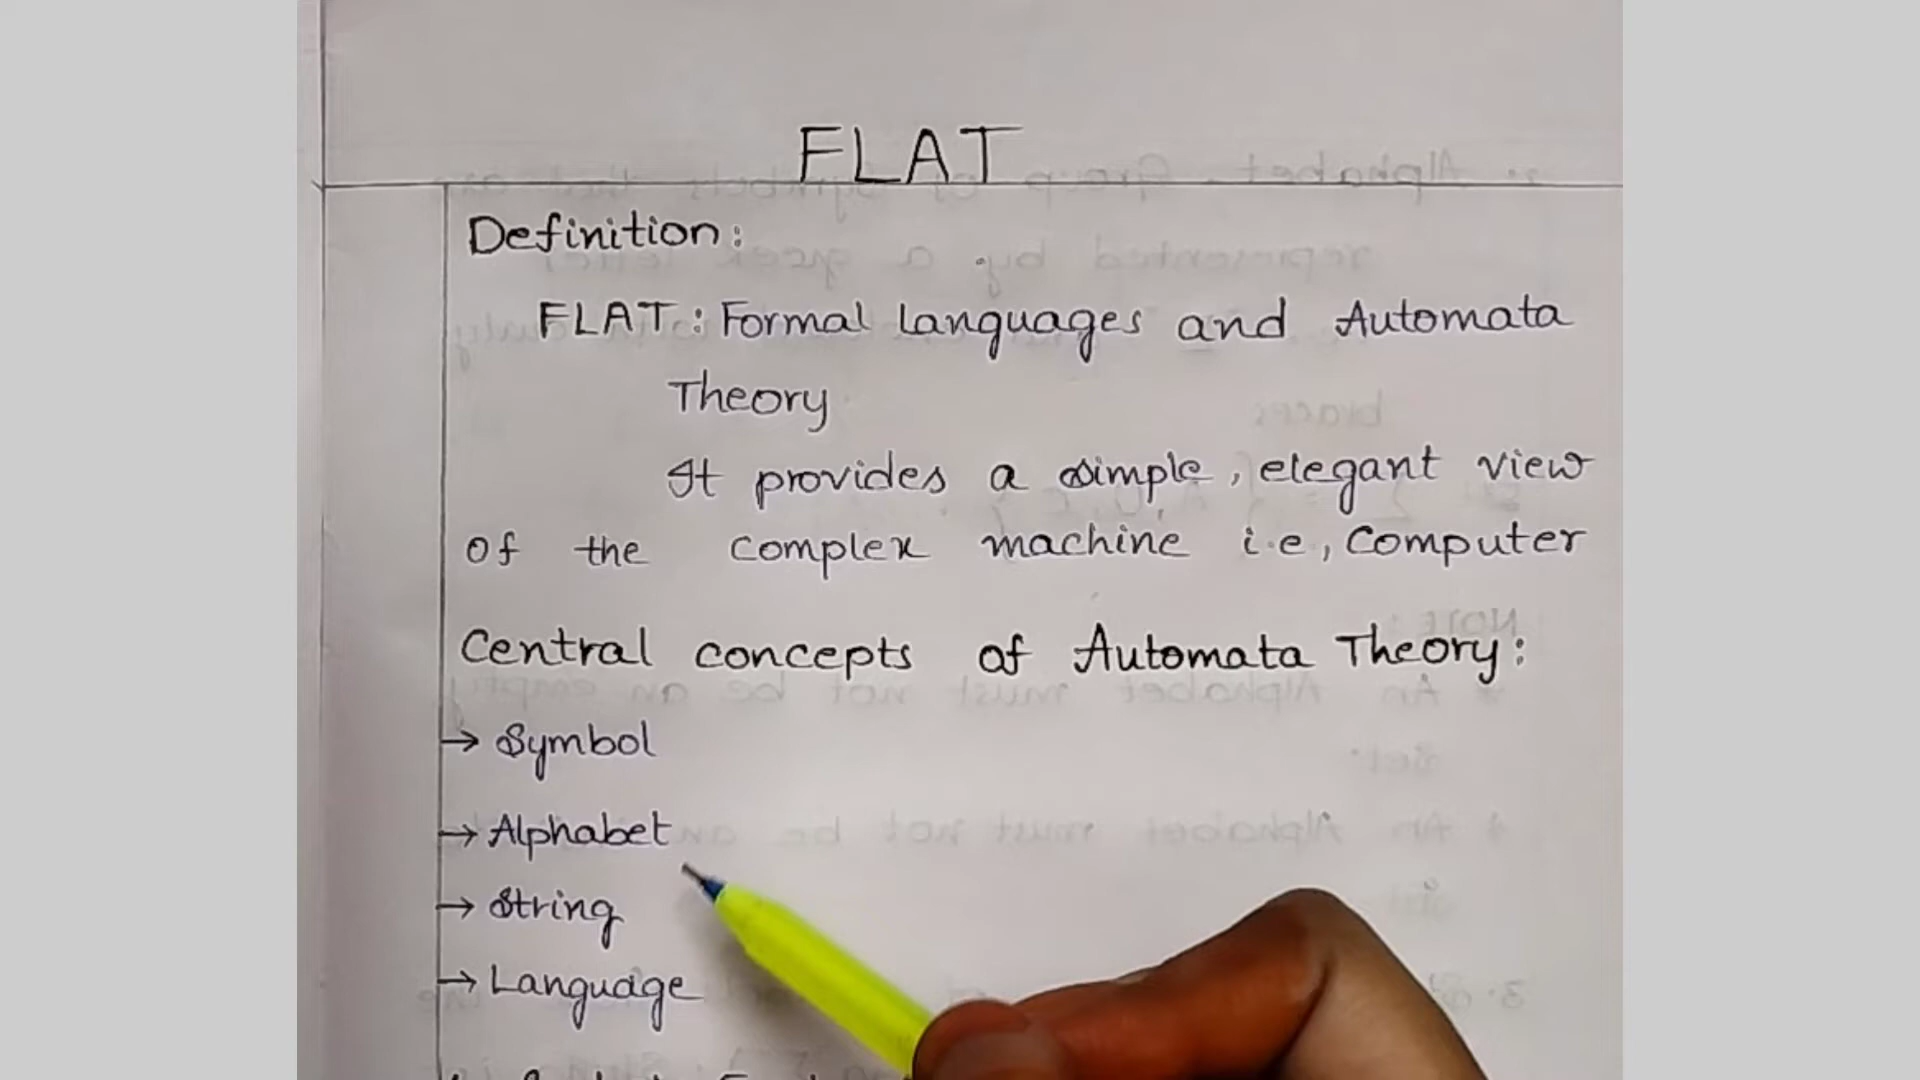 FLAT
Definition:
FLAT : Formal Languages and Automata
Theory
It provides a simple, elegant view
of the complex machine i.e, Computer
Central concepts of Automata Theory:
→ Symbol
→ Alphabet
→ String
→ Language